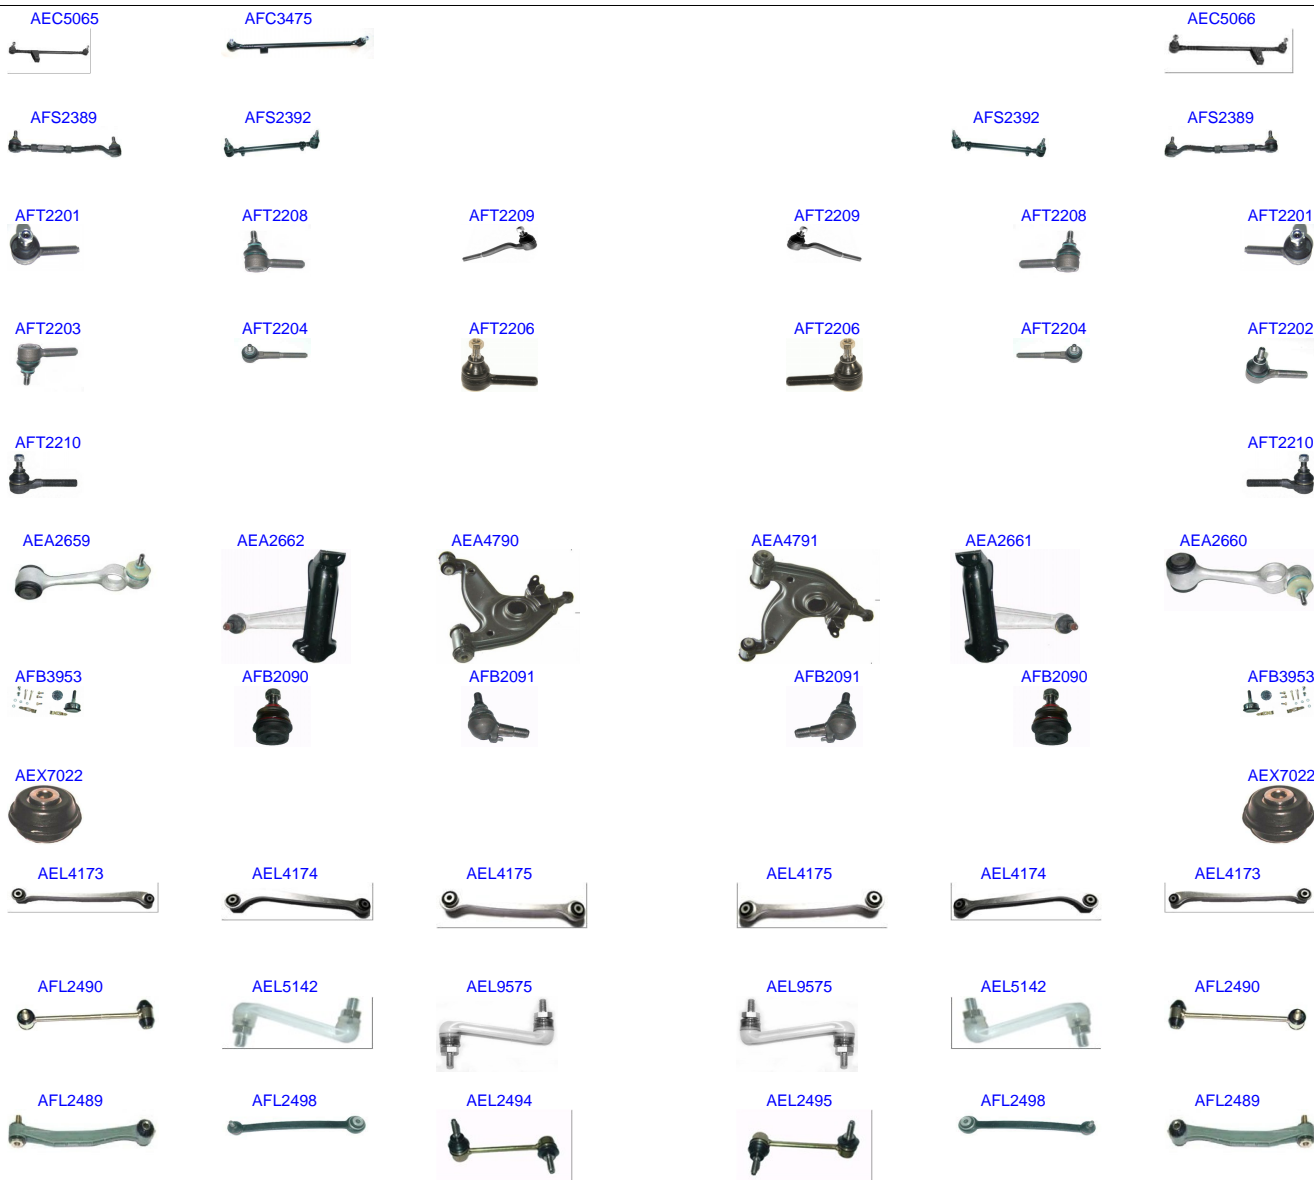 AEC5065 AFC3475 AEC5066
AFS2389 AFS2392 AFS2392 AFS2389
AFT2201 AFT2208 AFT2209 AFT2209 AFT2208 AFT2201
AFT2203 AFT2204 AFT2206 AFT2206 AFT2204 AFT2202
AFT2210 AFT2210
AEA2659 AEA2662 AEA4790 AEA4791 AEA2661 AEA2660
AFB3953 AFB2090 AFB2091 AFB2091 AFB2090 AFB3953
AEX7022 AEX7022
AEL4173 AEL4174 AEL4175 AEL4175 AEL4174 AEL4173
AFL2490 AEL5142 AEL9575 AEL9575 AEL5142 AFL2490
AFL2489 AFL2498 AEL2494 AEL2495 AFL2498 AFL2489